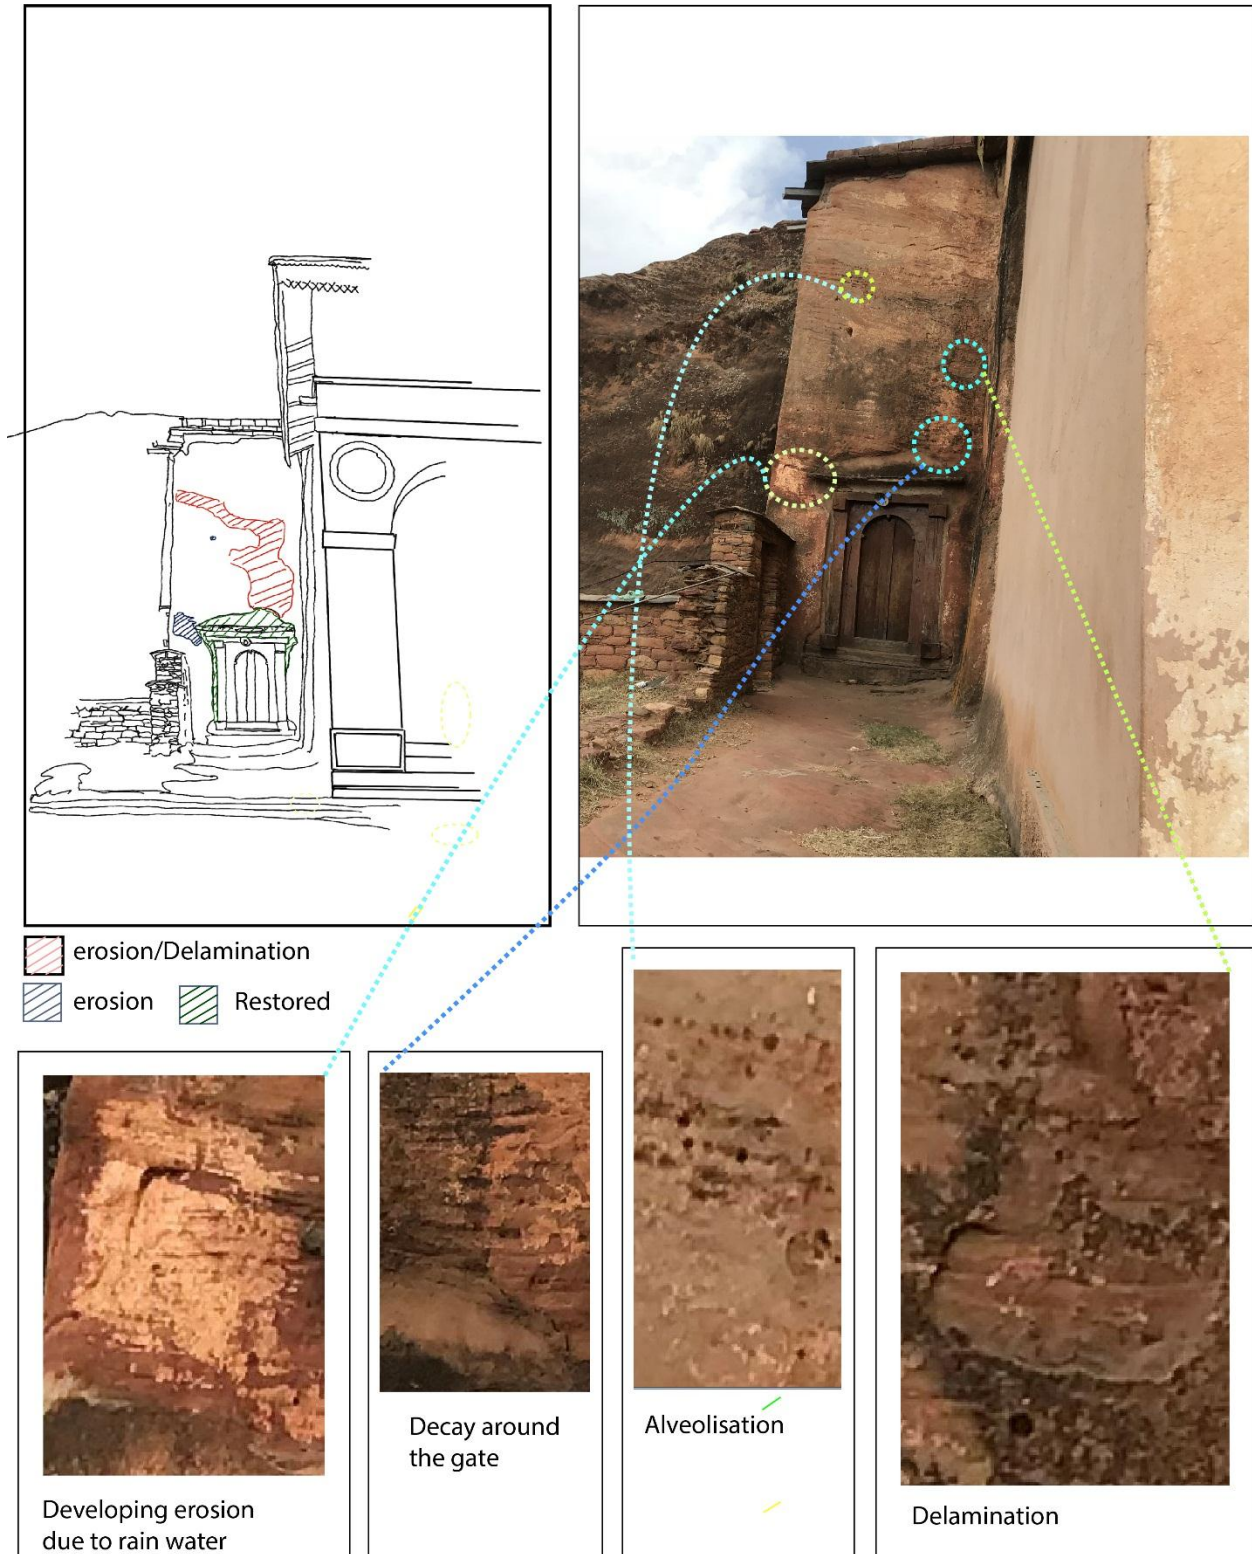 erosion/Delamination
erosion
Restored
Developing erosion
due to rain water
Decay around
the gate
Alveolisation
Delamination